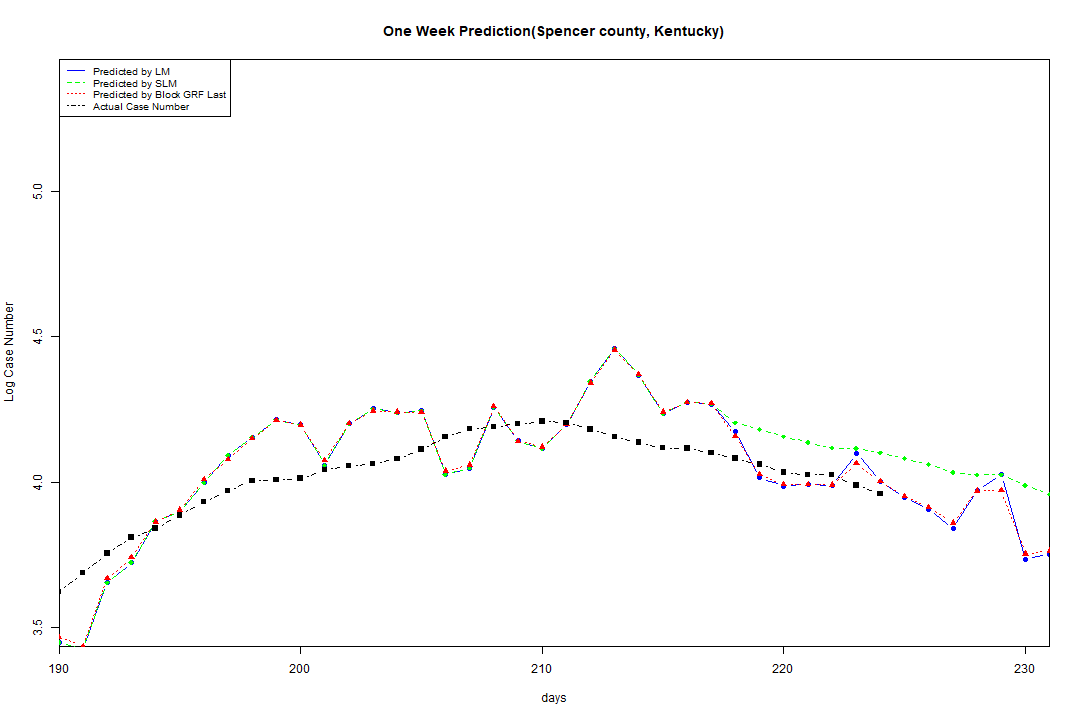 One Week Prediction(Spencer county, Kentucky)
Predicted by LM
Predicted by SLM
Predicted by Block GRF Last
Actual Case Number
5.0
4.5
4.0
3.5
Log Case Number
190 200 210 220 230
days